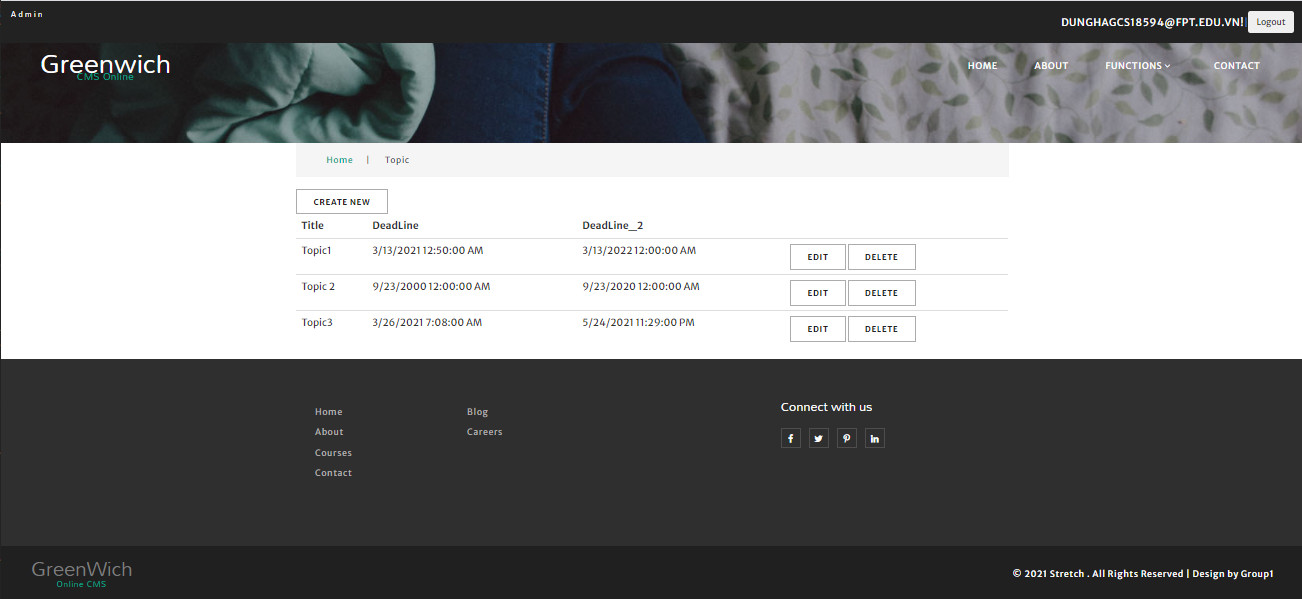 Admin
DUNGHAGCS18594@FPT.EDU.VN! Logout
Greenwich
CMS Online
HOME ABOUT FUNCTIONS CONTACT
Home | Topic
CREATE NEW
Title DeadLine DeadLine_2
Topic1 3/13/2021 12:50:00 AM 3/13/2022 12:00:00 AM EDIT DELETE
Topic 2 9/23/2000 12:00:00 AM 9/23/2020 12:00:00 AM EDIT DELETE
Topic3 3/26/2021 7:08:00 AM 5/24/2021 11:29:00 PM EDIT DELETE
Home
About
Courses
Contact
Blog
Careers
Connect with us
GreenWich
Online CMS
© 2021 Stretch . All Rights Reserved | Design by Group1